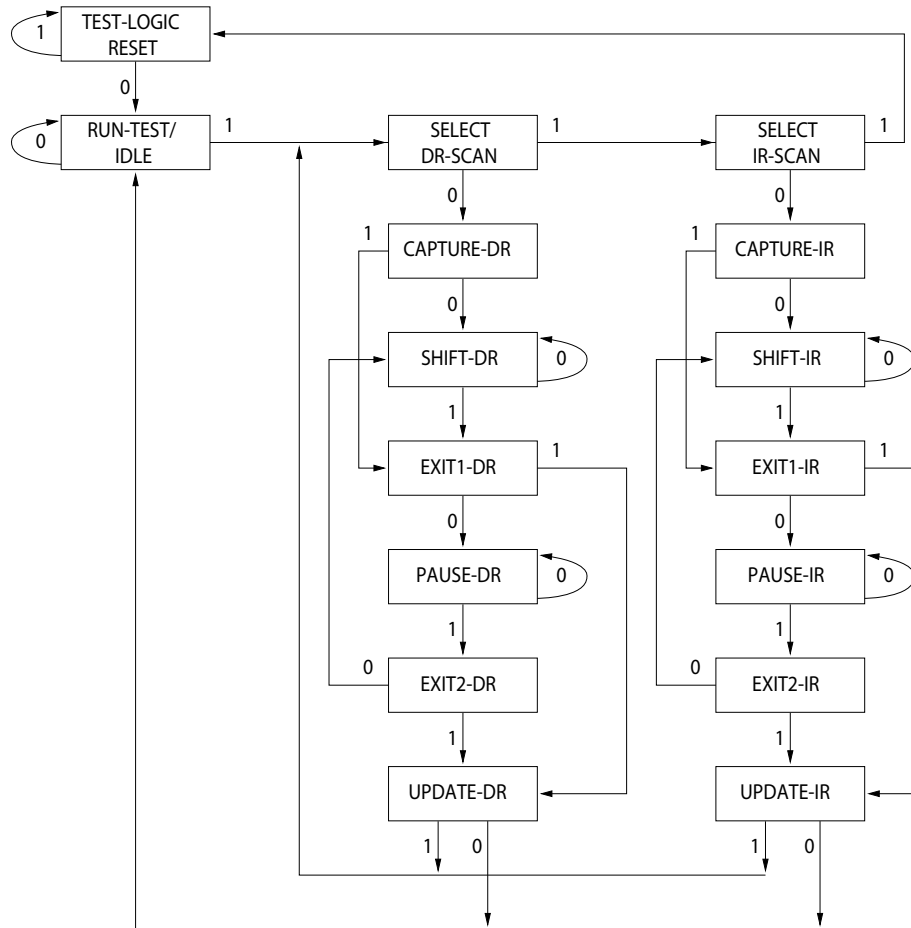 TEST-LOGIC
RESET
1
0
RUN-TEST/
IDLE
0
1
SELECT
DR-SCAN
1
SELECT
IR-SCAN
1
0
0
1
CAPTURE-DR
1
CAPTURE-IR
0
0
SHIFT-DR
0
SHIFT-IR
0
1
1
EXIT1-DR
1
EXIT1-IR
1
0
0
PAUSE-DR
0
PAUSE-IR
0
1
1
0
EXIT2-DR
0
EXIT2-IR
1
1
UPDATE-DR
UPDATE-IR
1
0
1
0